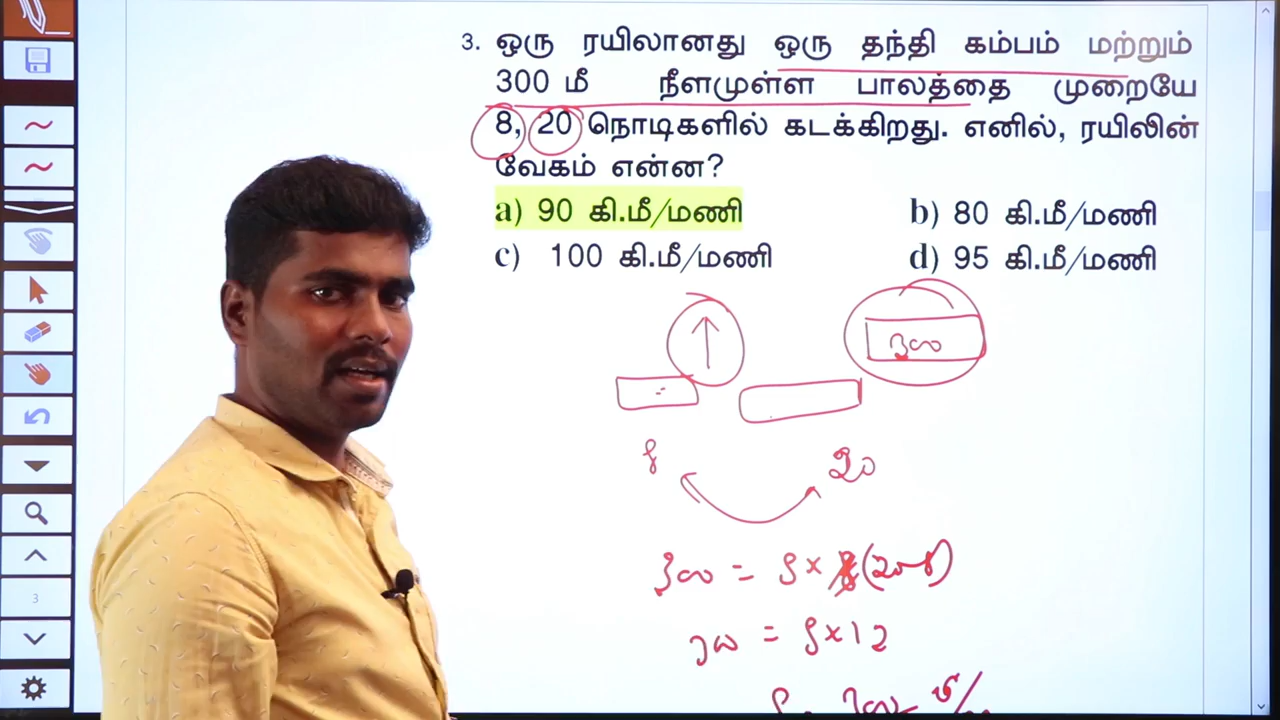 3. ஒரு ரயிலானது ஒரு தந்தி கம்பம் மற்றும்
300 மீ நீளமுள்ள பாலத்தை முறையே
8, 20 நொடிகளில் கடக்கிறது. எனில், ரயிலின்
வேகம் என்ன?
a) 90 கி.மீ/மணி b) 80 கி.மீ/மணி
c) 100 கி.மீ/மணி d) 95 கி.மீ/மணி
300
8 20
300 = S × (20-8)
300 = S × 12
3